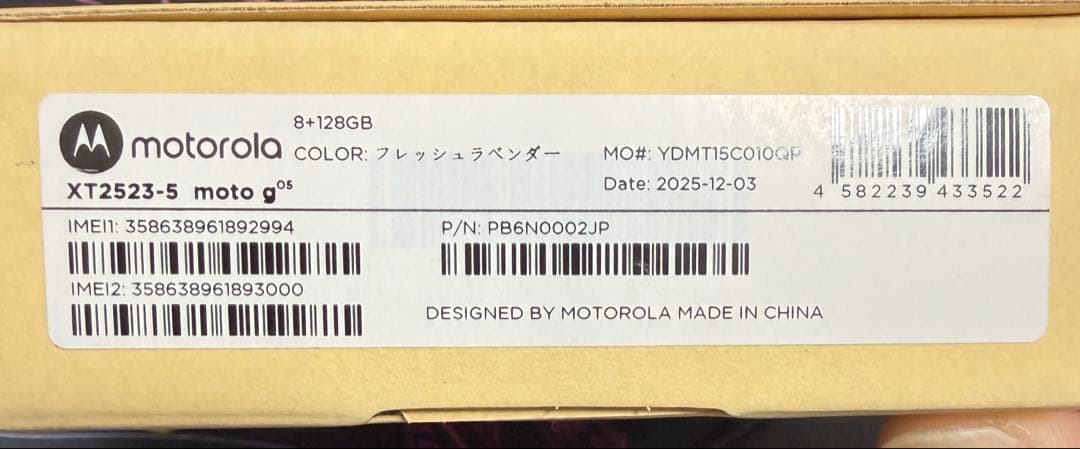 motorola
8+128GB
COLOR: フレッシュラベンダー
MO#: YDMT15C010QP
XT2523-5 moto g05
Date: 2025-12-03
4 582239 433522
IMEI1: 358638961892994
P/N: PB6N0002JP
IMEI2: 358638961893000
DESIGNED BY MOTOROLA MADE IN CHINA